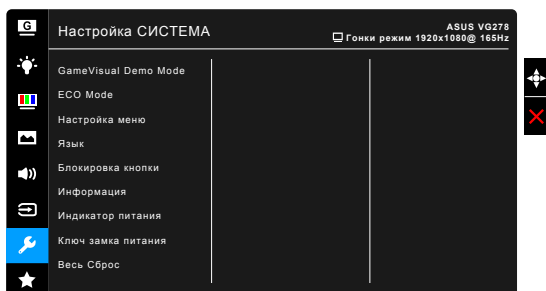 G
Настройка СИСТЕМА
ASUS VG278
Гонки режим 1920x1080@ 165Hz
GameVisual Demo Mode
ECO Mode
Настройка меню
Язык
Блокировка кнопки
Информация
Индикатор питания
Ключ замка питания
Весь Сброс